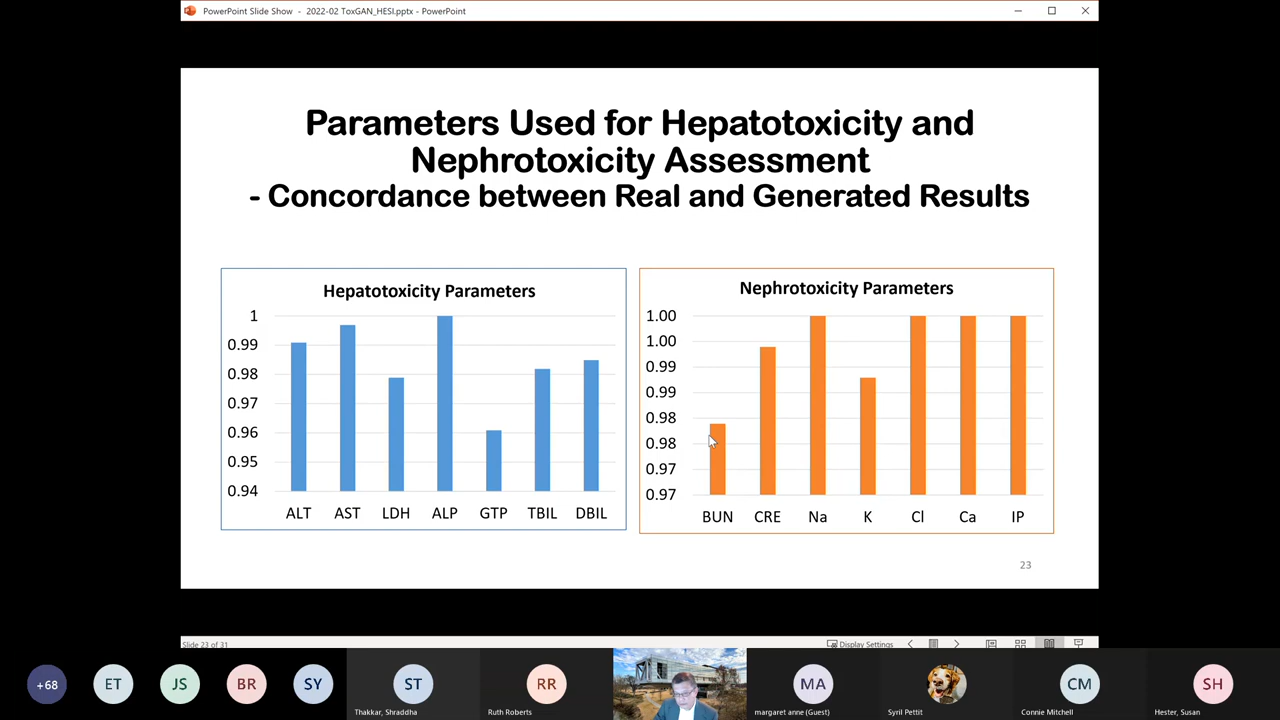 PowerPoint Slide Show - 2022-02 ToxGAN_HESI.pptx - PowerPoint
Parameters Used for Hepatotoxicity and
Nephrotoxicity Assessment
- Concordance between Real and Generated Results
Hepatotoxicity Parameters
1
0.99
0.98
0.97
0.96
0.95
0.94
ALT AST LDH ALP GTP TBIL DBIL
Nephrotoxicity Parameters
1.00
1.00
0.99
0.99
0.98
0.98
0.97
0.97
BUN CRE Na K Cl Ca IP
23
Slide 23 of 31
Display Settings
+68 ET JS BR SY ST RR MA CM SH
Thakkar, Shraddha Ruth Roberts margaret anne (Guest) Syril Pettit Connie Mitchell Hester, Susan